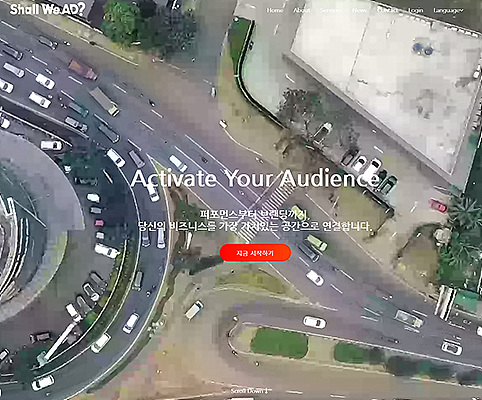 Shall We AD?
Home About Service News Contact Login Language
Activate Your Audience
퍼포먼스부터 브랜딩까지,
당신의 비즈니스를 가장 가치있는 공간으로 연결합니다.
지금 시작하기
Scroll Down